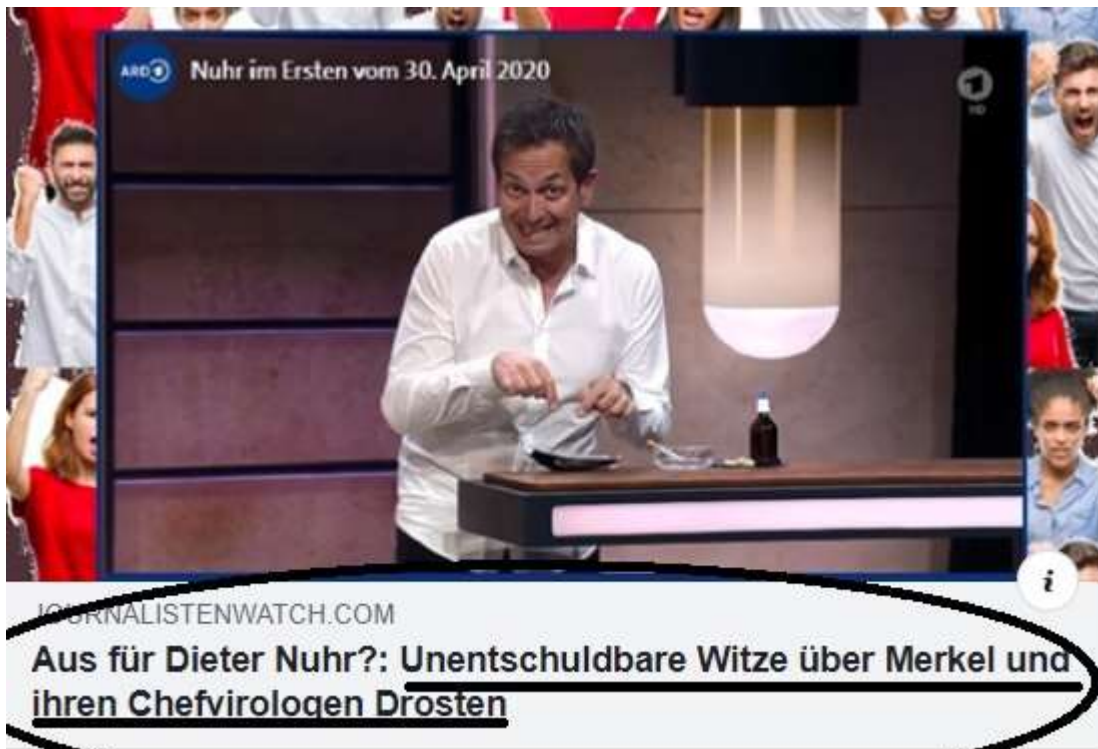 ARD
Nuhr im Ersten vom 30. April 2020
HD
JOURNALISTENWATCH.COM
i
Aus für Dieter Nuhr?: Unentschuldbare Witze über Merkel und
ihren Chefvirologen Drosten